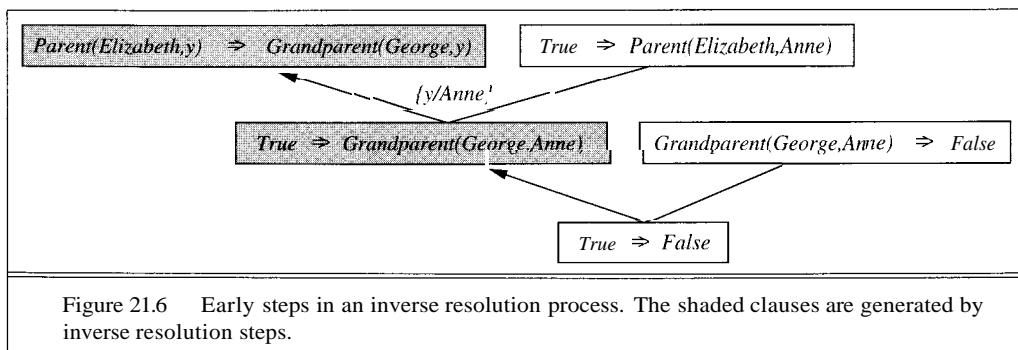 Parent(Elizabeth,y) ⇒ Grandparent(George,y)
True ⇒ Parent(Elizabeth,Anne)
{y/Anne}
True ⇒ Grandparent(George,Anne)
Grandparent(George,Anne) ⇒ False
True ⇒ False
Figure 21.6 Early steps in an inverse resolution process. The shaded clauses are generated by
inverse resolution steps.